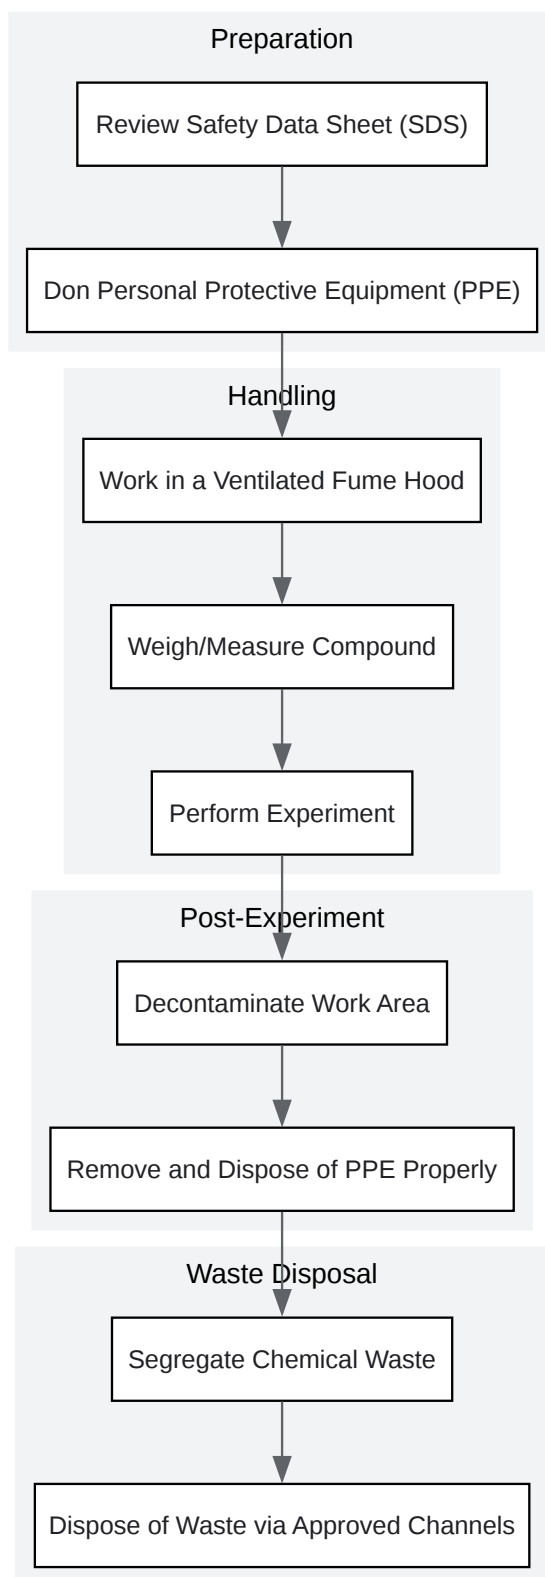 Preparation
Review Safety Data Sheet (SDS)
Don Personal Protective Equipment (PPE)
Handling
Work in a Ventilated Fume Hood
Weigh/Measure Compound
Perform Experiment
Post-Experiment
Decontaminate Work Area
Remove and Dispose of PPE Properly
Waste Disposal
Segregate Chemical Waste
Dispose of Waste via Approved Channels